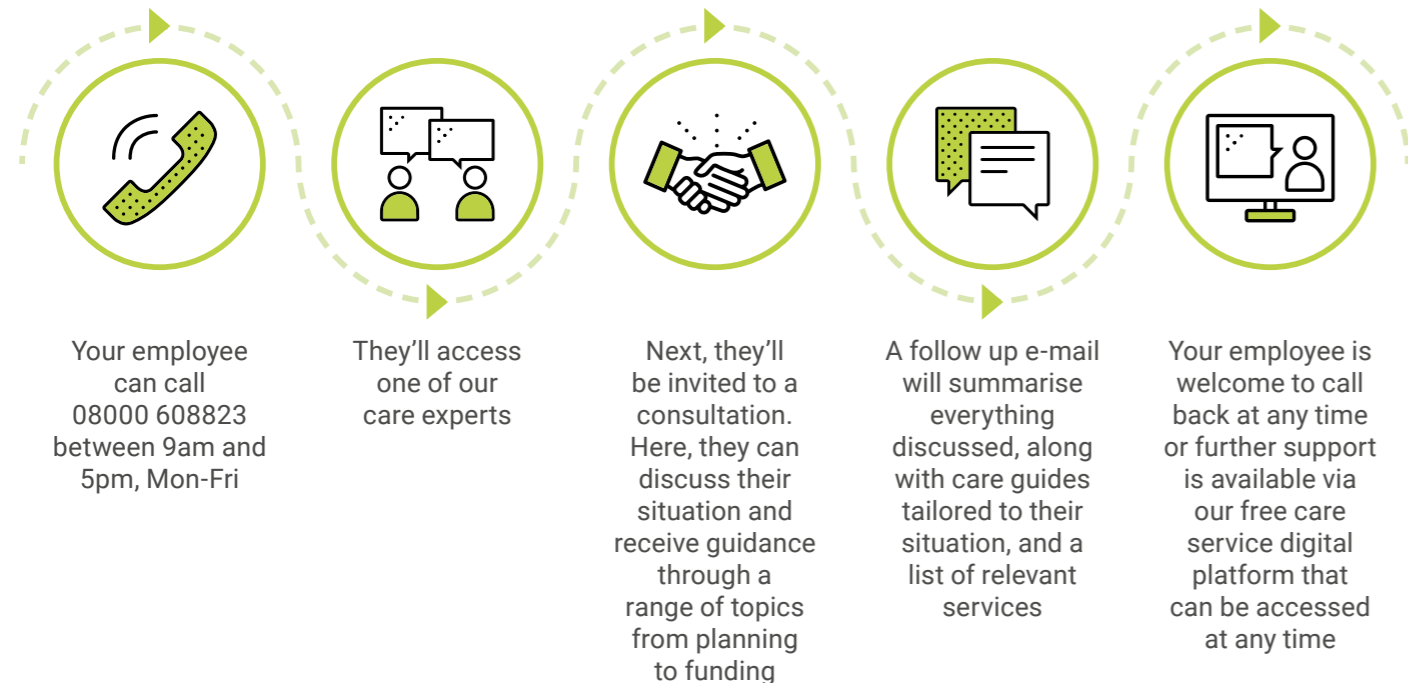 Your employee
can call
08000 608823
between 9am and
5pm, Mon-Fri
They’ll access
one of our
care experts
Next, they’ll
be invited to a
consultation.
Here, they can
discuss their
situation and
receive guidance
through a
range of topics
from planning
to funding
A follow up e-mail
will summarise
everything
discussed, along
with care guides
tailored to their
situation, and a
list of relevant
services
Your employee is
welcome to call
back at any time
or further support
is available via
our free care
service digital
platform that
can be accessed
at any time